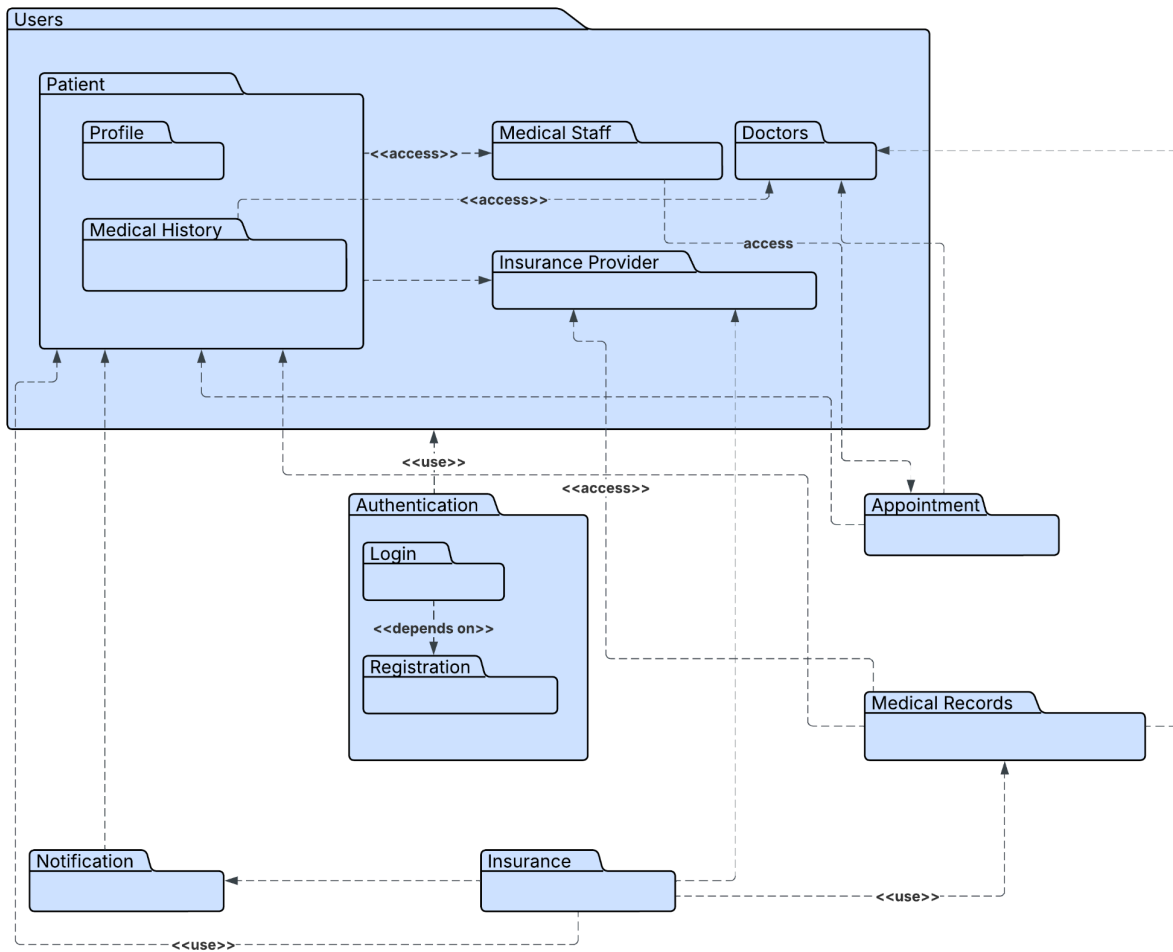 Users
Patient
Profile
Medical Staff
Doctors
<<access>>
<<access>>
Medical History
access
Insurance Provider
<<use>>
<<access>>
Authentication
Appointment
Login
<<depends on>>
Registration
Medical Records
Notification
Insurance
<<use>>
<<use>>